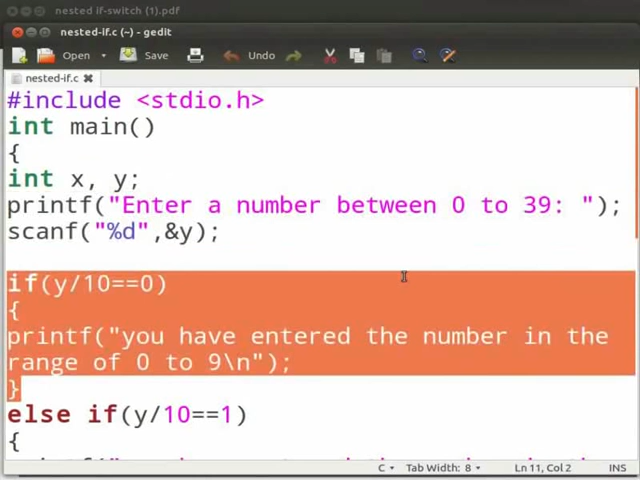 nested if-switch (1).pdf
nested-if.c (~) - gedit
Open Save Undo
nested-if.c
#include <stdio.h>
int main()
{
int x, y;
printf("Enter a number between 0 to 39: ");
scanf("%d",&y);
if(y/10==0)
{
printf("you have entered the number in the
range of 0 to 9\n");
}
else if(y/10==1)
{
C Tab Width: 8 Ln 11, Col 2 INS